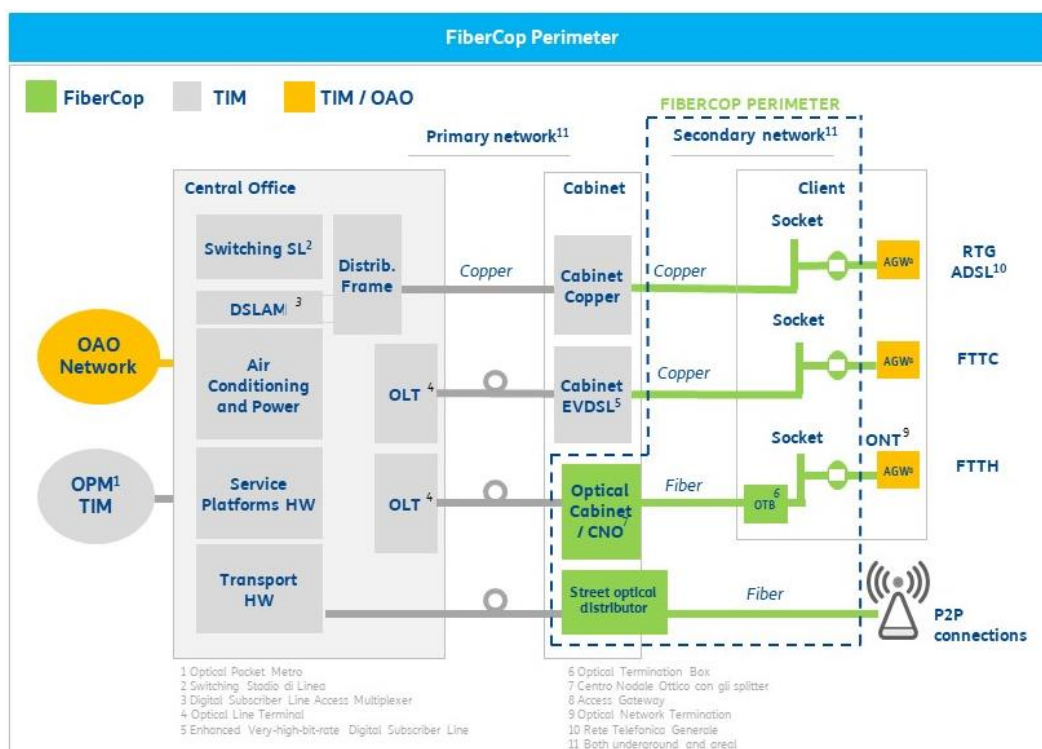 FiberCop Perimeter
FiberCop
TIM
TIM / OAO
FIBERCOP PERIMETER
Primary network11
Secondary network11
Central Office
Cabinet
Client
Switching SL2
Distrib.
Frame
DSLAM 3
Copper
Cabinet
Copper
Copper
Socket
AGW8
RTG
ADSL10
OAO
Network
Air
Conditioning
and Power
OLT 4
Cabinet
EVDSL5
Copper
Socket
AGW8
FTTC
OPM1
TIM
Service
Platforms HW
OLT 4
Optical
Cabinet
/ CNO7
Fiber
OTB6
Socket
ONT9
AGW8
FTTH
Transport
HW
Street optical
distributor
Fiber
P2P
connections
1 Optical Packet Metro
2 Switching Stadio di Linea
3 Digital Subscriber Line Access Multiplexer
4 Optical Line Terminal
5 Enhanced Very-high-bit-rate Digital Subscriber Line
6 Optical Termination Box
7 Centro Nodale Ottico con gli splitter
8 Access Gateway
9 Optical Network Termination
10 Rete Telefonica Generale
11 Both underground and areal